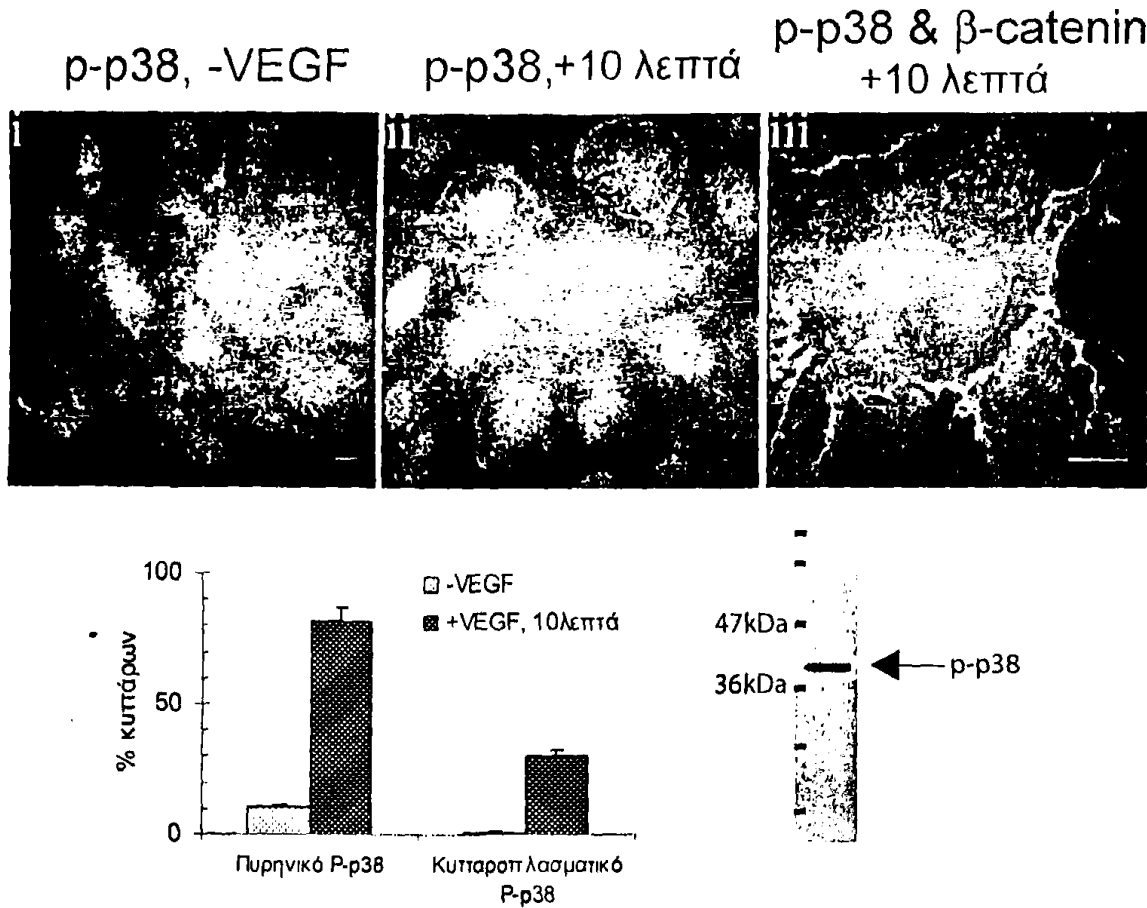 p-p38, -VEGF
p-p38,+10 λεπτά
p-p38 & β-catenin
+10 λεπτά
i
ii
iii
100
50
0
% κυττάρων
-VEGF
+VEGF, 10λεπτά
Πυρηνικό P-p38
Κυτταροπλασματικό
P-p38
47kDa
36kDa
p-p38